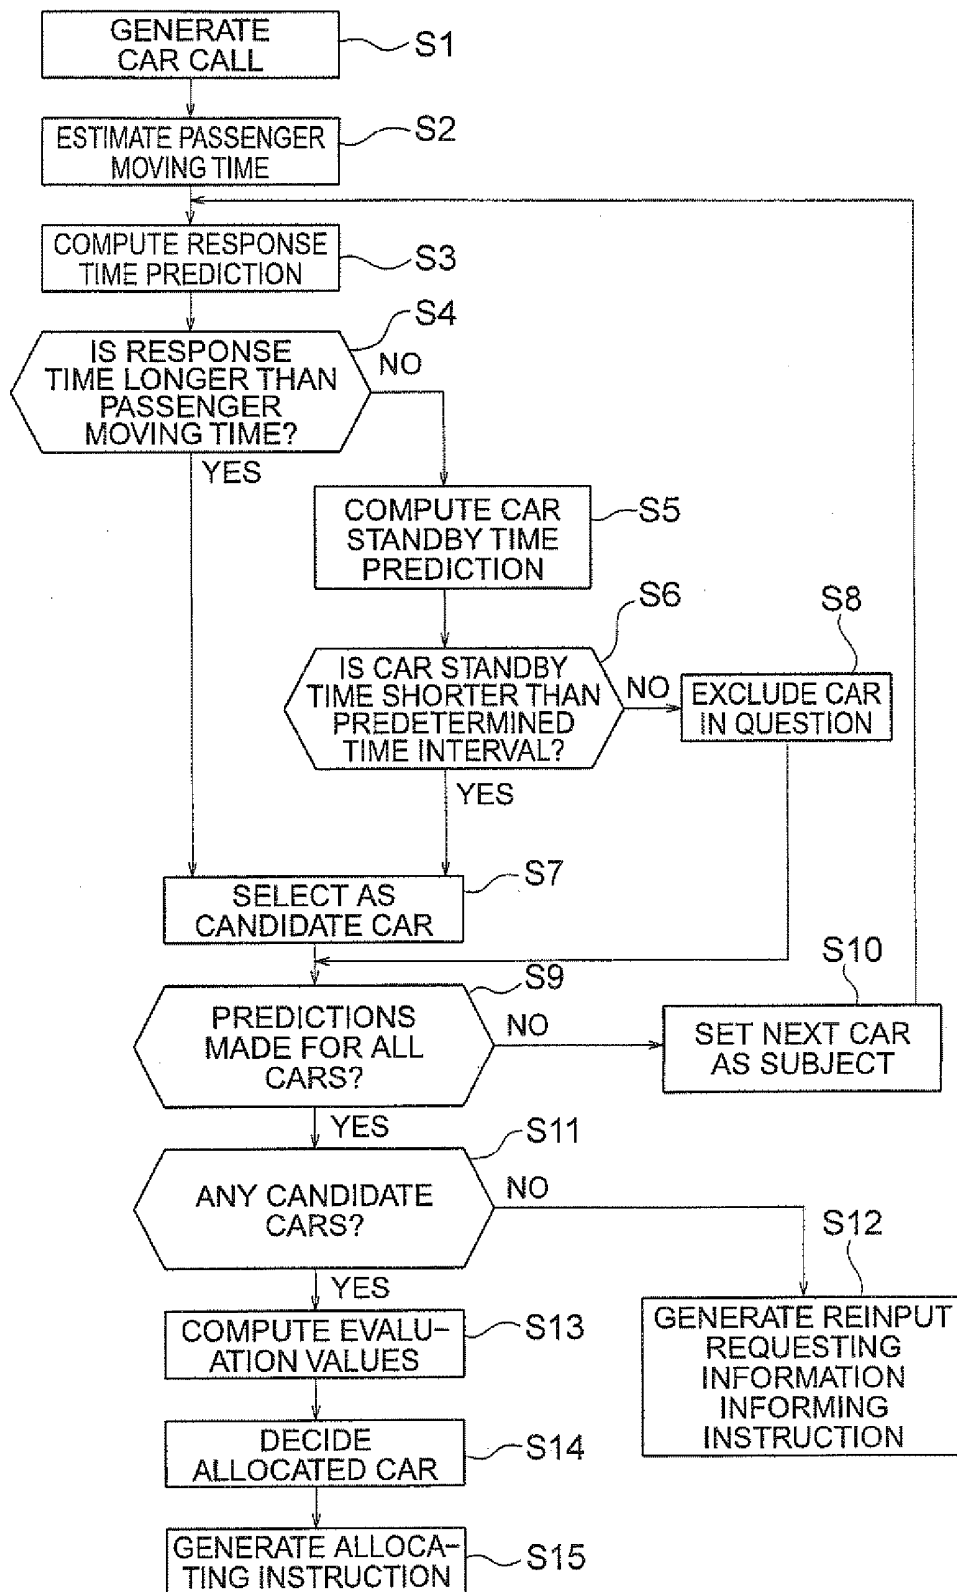 GENERATE
CAR CALL
S1
ESTIMATE PASSENGER
MOVING TIME
S2
COMPUTE RESPONSE
TIME PREDICTION
S3
IS RESPONSE
TIME LONGER THAN
PASSENGER
MOVING TIME?
S4
NO
YES
COMPUTE CAR
STANDBY TIME
PREDICTION
S5
IS CAR STANDBY
TIME SHORTER THAN
PREDETERMINED
TIME INTERVAL?
S6
NO
YES
EXCLUDE CAR
IN QUESTION
S8
SELECT AS
CANDIDATE CAR
S7
PREDICTIONS
MADE FOR ALL
CARS?
S9
NO
YES
SET NEXT CAR
AS SUBJECT
S10
ANY CANDIDATE
CARS?
S11
NO
YES
GENERATE REINPUT
REQUESTING
INFORMATION
INFORMING
INSTRUCTION
S12
COMPUTE EVALU-
ATION VALUES
S13
DECIDE
ALLOCATED CAR
S14
GENERATE ALLOCA-
TING INSTRUCTION
S15